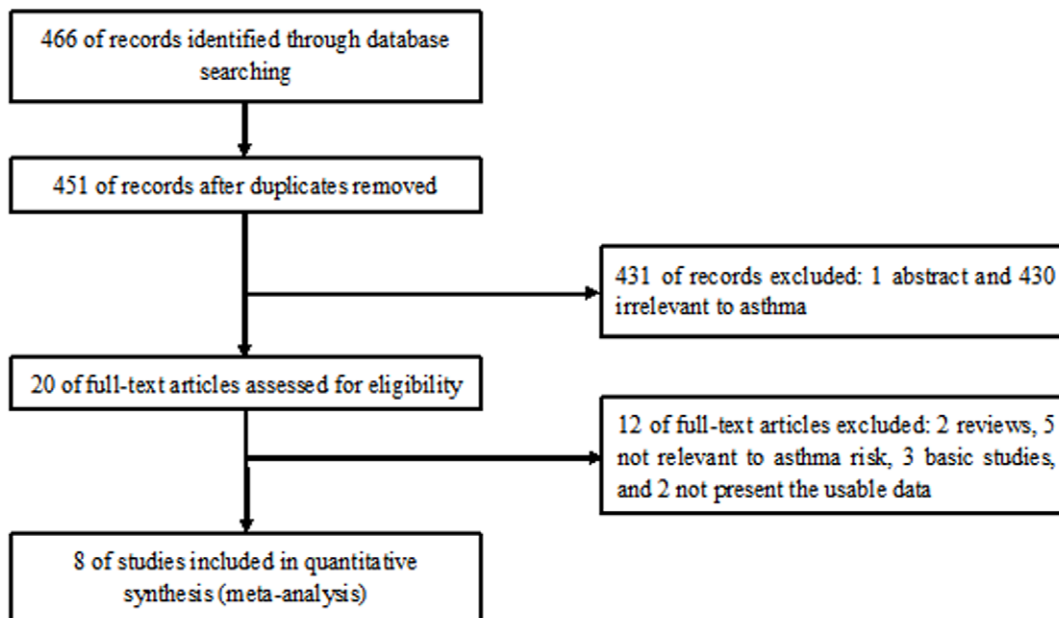 466 of records identified through database
searching
451 of records after duplicates removed
431 of records excluded: 1 abstract and 430
irrelevant to asthma
20 of full-text articles assessed for eligibility
12 of full-text articles excluded: 2 reviews, 5
not relevant to asthma risk, 3 basic studies,
and 2 not present the usable data
8 of studies included in quantitative
synthesis (meta-analysis)